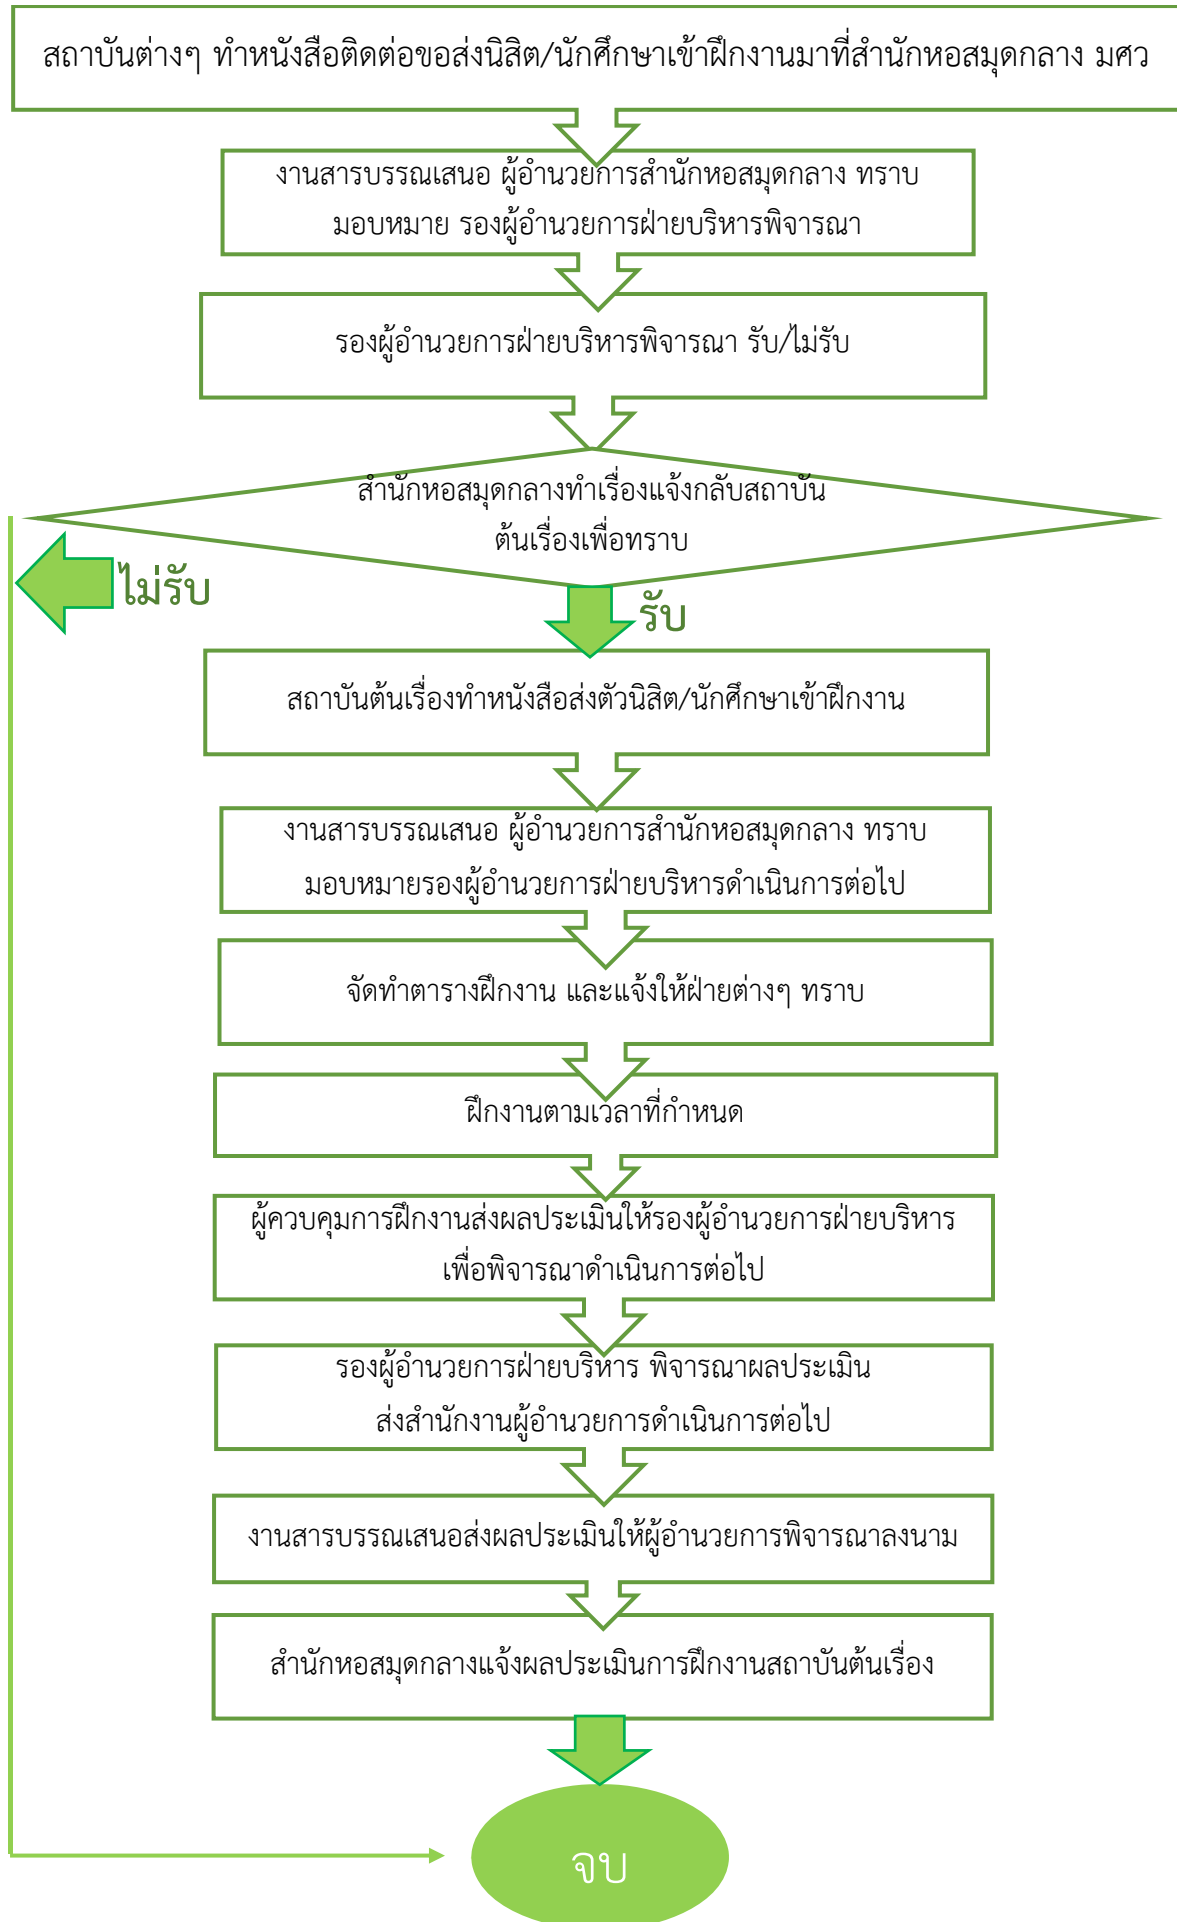 สถาบันต่างๆ ทำหนังสือติดต่อขอส่งนิสิต/นักศึกษาเข้าฝึกงานมาที่สำนักหอสมุดกลาง มศว
งานสารบรรณเสนอ ผู้อำนวยการสำนักหอสมุดกลาง ทราบ
มอบหมาย รองผู้อำนวยการฝ่ายบริหารพิจารณา
รองผู้อำนวยการฝ่ายบริหารพิจารณา รับ/ไม่รับ
สำนักหอสมุดกลางทำเรื่องแจ้งกลับสถาบัน
ต้นเรื่องเพื่อทราบ
ไม่รับ
รับ
สถาบันต้นเรื่องทำหนังสือส่งตัวนิสิต/นักศึกษาเข้าฝึกงาน
งานสารบรรณเสนอ ผู้อำนวยการสำนักหอสมุดกลาง ทราบ
มอบหมายรองผู้อำนวยการฝ่ายบริหารดำเนินการต่อไป
จัดทำตารางฝึกงาน และแจ้งให้ฝ่ายต่างๆ ทราบ
ฝึกงานตามเวลาที่กำหนด
ผู้ควบคุมการฝึกงานส่งผลประเมินให้รองผู้อำนวยการฝ่ายบริหาร
เพื่อพิจารณาดำเนินการต่อไป
รองผู้อำนวยการฝ่ายบริหาร พิจารณาผลประเมิน
ส่งสำนักงานผู้อำนวยการดำเนินการต่อไป
งานสารบรรณเสนอส่งผลประเมินให้ผู้อำนวยการพิจารณาลงนาม
สำนักหอสมุดกลางแจ้งผลประเมินการฝึกงานสถาบันต้นเรื่อง
จบ